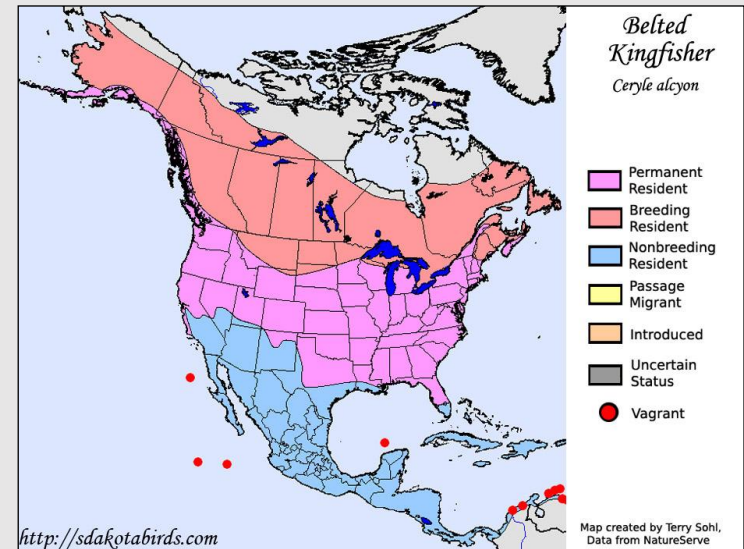 Belted
Kingfisher
Ceryle alcyon
Permanent
Resident
Breeding
Resident
Nonbreeding
Resident
Passage
Migrant
Introduced
Uncertain
Status
Vagrant
http://sdakotabirds.com
Map created by Terry Sohl,
Data from NatureServe